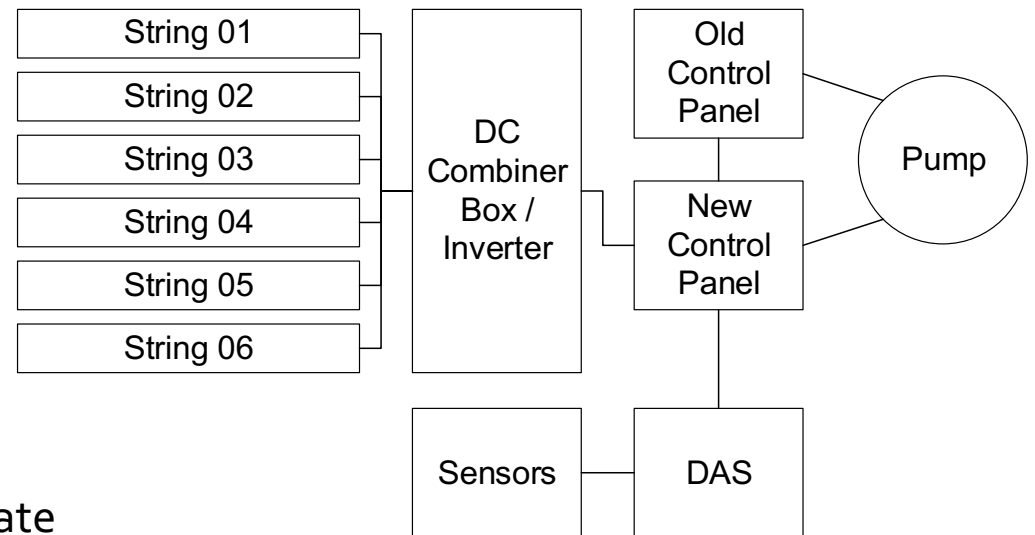 String 01
String 02
String 03
String 04
String 05
String 06
DC
Combiner
Box /
Inverter
Old
Control
Panel
New
Control
Panel
Pump
Sensors
DAS